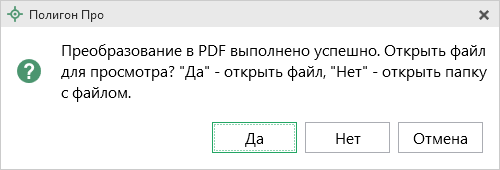 Полигон Про
Преобразование в PDF выполнено успешно. Открыть файл
для просмотра? "Да" - открыть файл, "Нет" - открыть папку
с файлом.
Да
Нет
Отмена